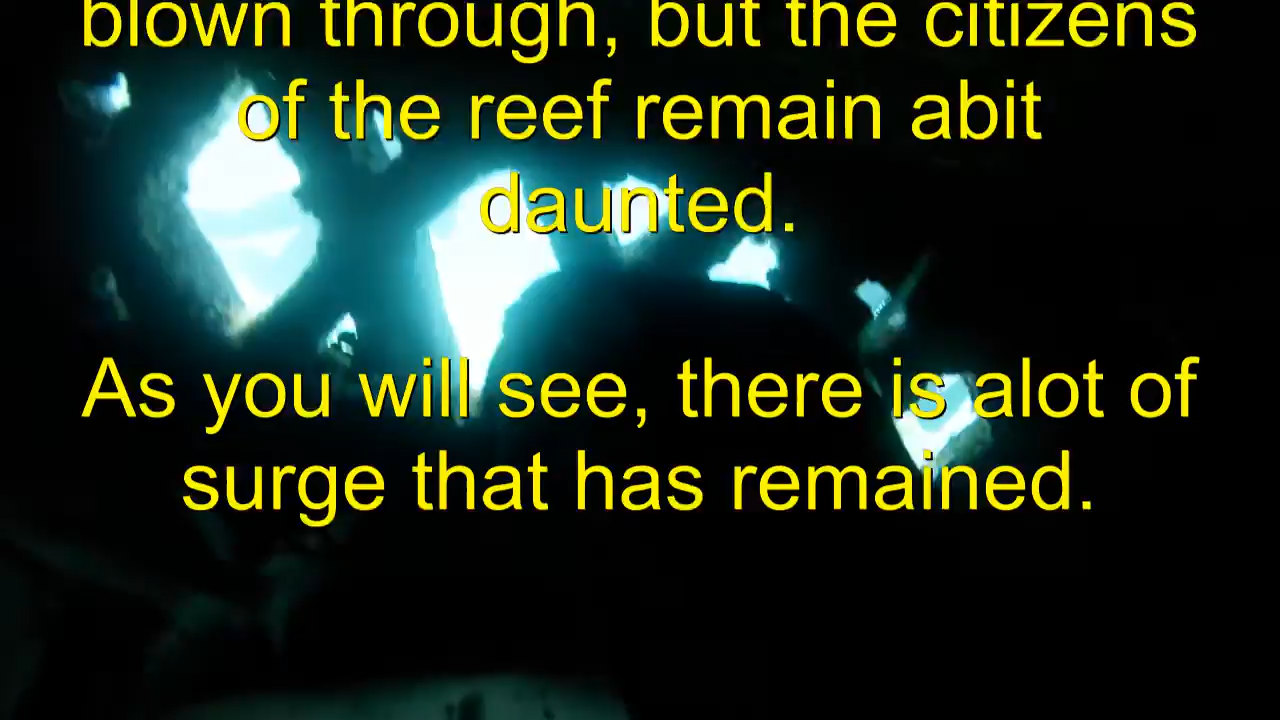 blown through, but the citizens
of the reef remain abit
daunted.
As you will see, there is alot of
surge that has remained.